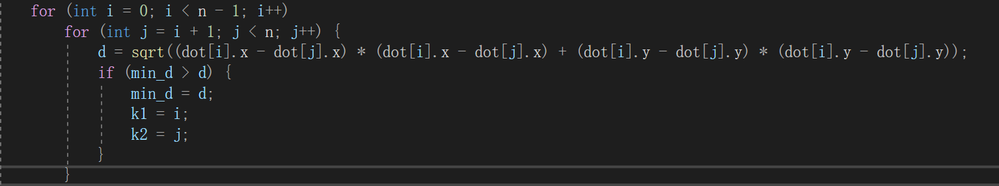 for (int i = 0; i < n - 1; i++)
for (int j = i + 1; j < n; j++) {
d = sqrt((dot[i].x - dot[j].x) * (dot[i].x - dot[j].x) + (dot[i].y - dot[j].y) * (dot[i].y - dot[j].y));
if (min_d > d) {
min_d = d;
k1 = i;
k2 = j;
}
}